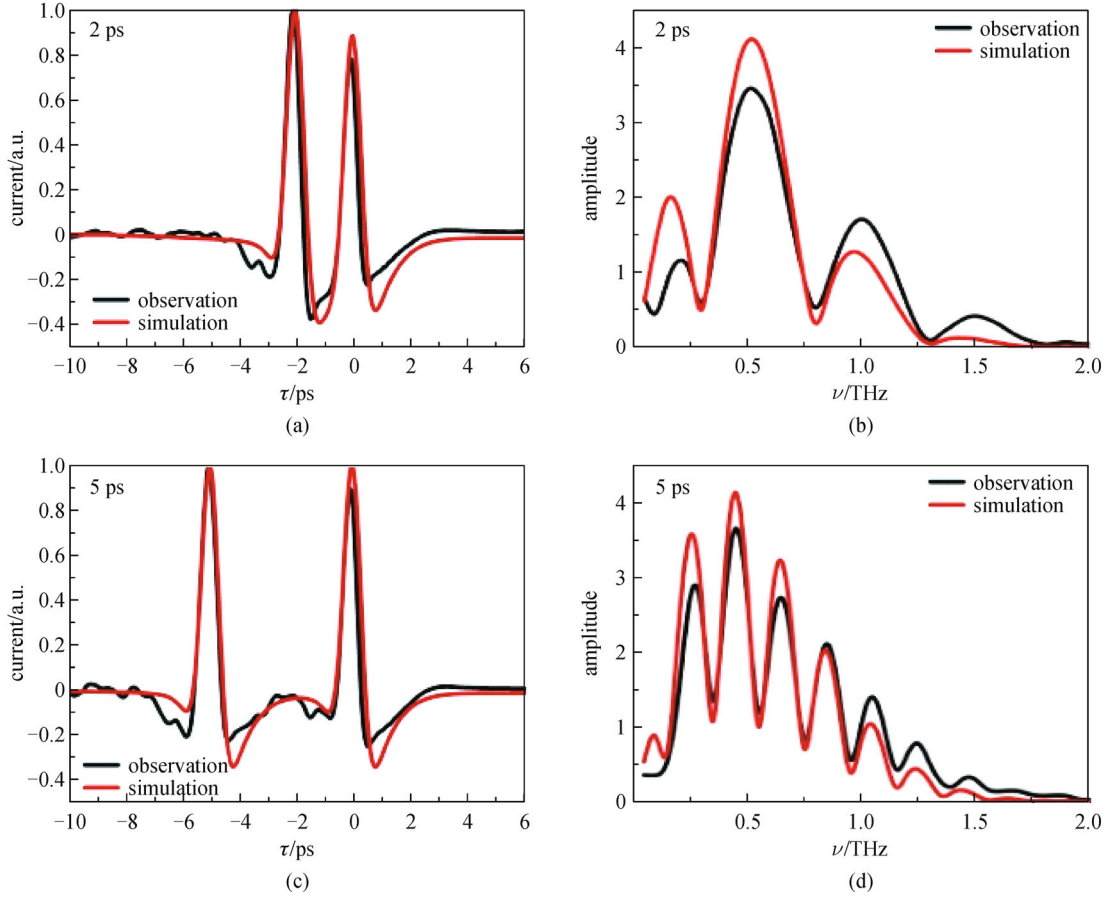 2 ps
current/a.u.
1.0
0.8
0.6
0.4
0.2
0
−0.2
−0.4
observation
simulation
−10 −8 −6 −4 −2 0 2 4 6
τ/ps
(a)
2 ps
observation
simulation
amplitude
4
3
2
1
0
0.5 1.0 1.5 2.0
ν/THz
(b)
5 ps
current/a.u.
1.0
0.8
0.6
0.4
0.2
0
−0.2
−0.4
observation
simulation
−10 −8 −6 −4 −2 0 2 4 6
τ/ps
(c)
5 ps
observation
simulation
amplitude
4
3
2
1
0
0.5 1.0 1.5 2.0
ν/THz
(d)